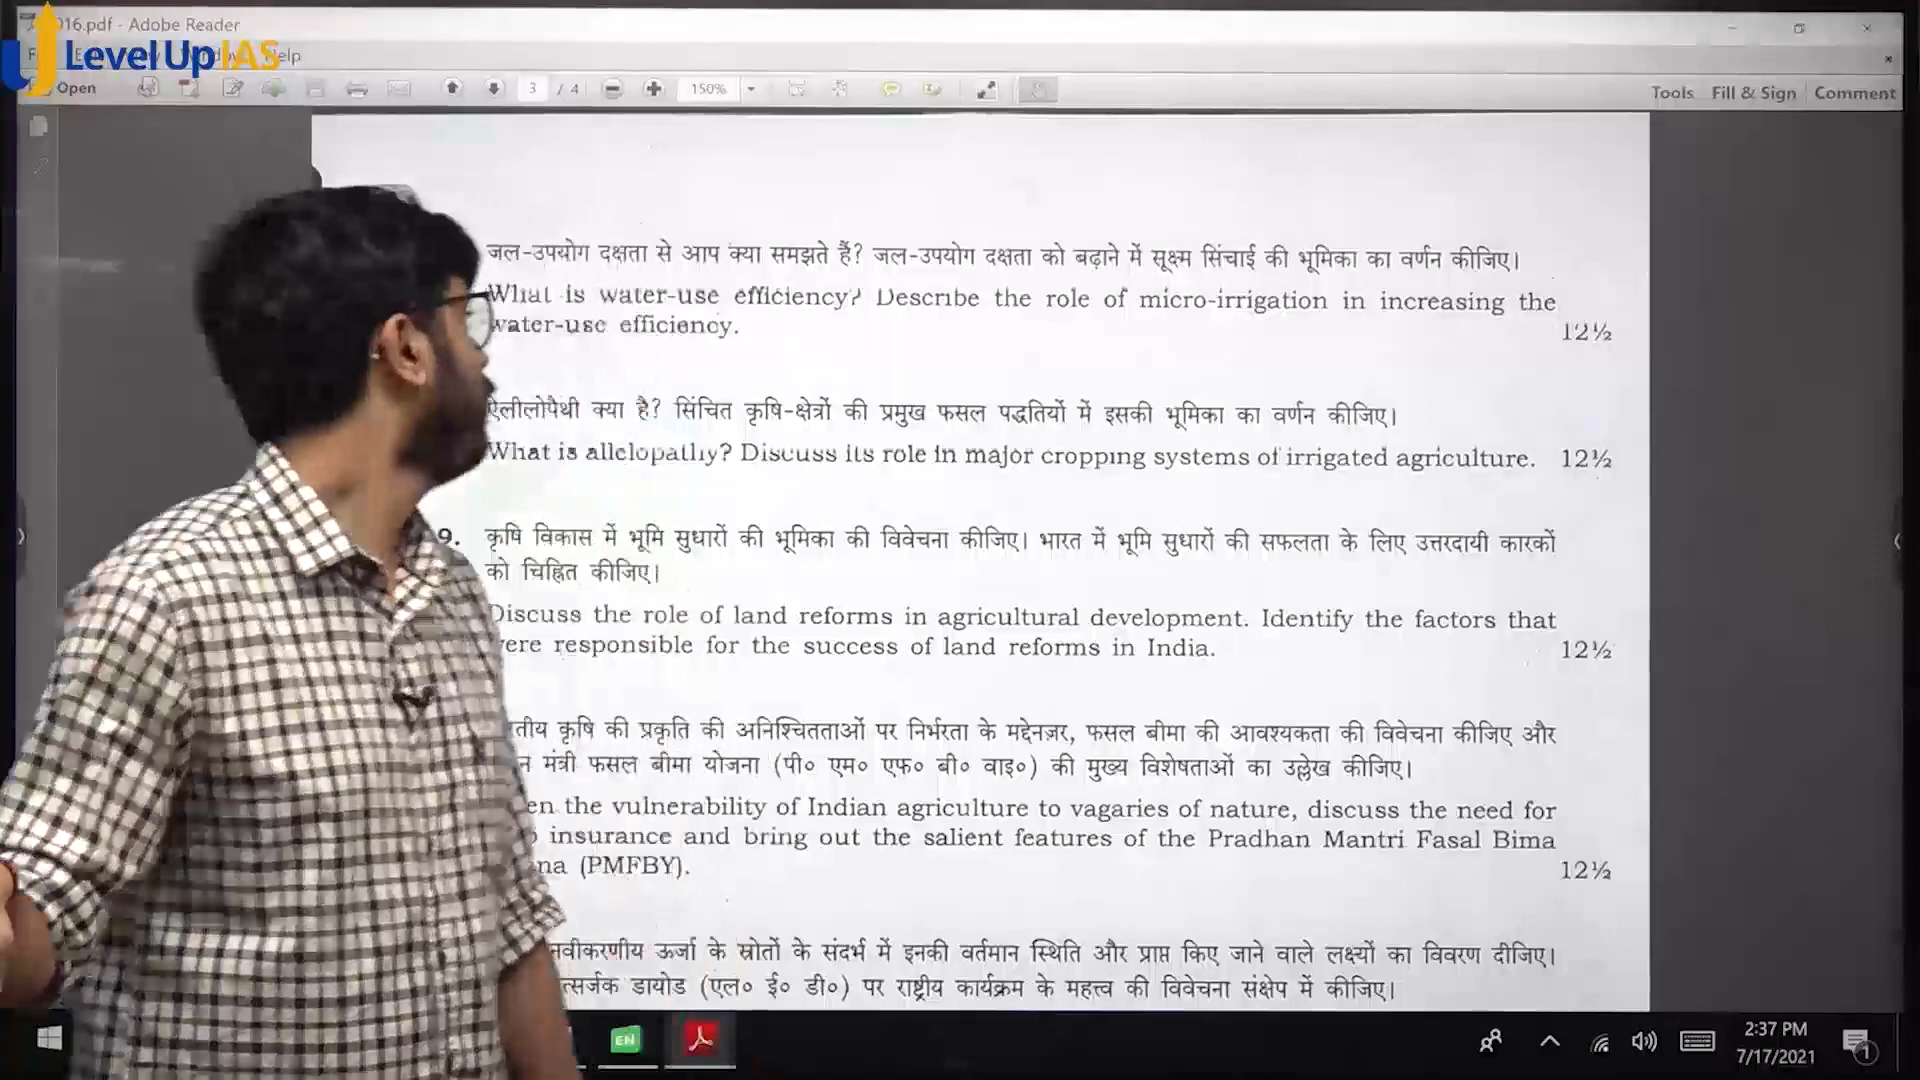 016.pdf - Adobe Reader
LevelUp IAS
Help
Open
3 / 4
150%
Tools Fill & Sign Comment
जल-उपयोग दक्षता से आप क्या समझते हैं? जल-उपयोग दक्षता को बढ़ाने में सूक्ष्म सिंचाई की भूमिका का वर्णन कीजिए।
What is water-use efficiency? Describe the role of micro-irrigation in increasing the
water-use efficiency. 12½
ऐलीलोपैथी क्या है? सिंचित कृषि-क्षेत्रों की प्रमुख फसल पद्धतियों में इसकी भूमिका का वर्णन कीजिए।
What is allelopathy? Discuss its role in major cropping systems of irrigated agriculture. 12½
9. कृषि विकास में भूमि सुधारों की भूमिका की विवेचना कीजिए। भारत में भूमि सुधारों की सफलता के लिए उत्तरदायी कारकों
को चिह्नित कीजिए।
Discuss the role of land reforms in agricultural development. Identify the factors that
were responsible for the success of land reforms in India. 12½
तीय कृषि की प्रकृति की अनिश्चितताओं पर निर्भरता के मद्देनज़र, फसल बीमा की आवश्यकता की विवेचना कीजिए और
न मंत्री फसल बीमा योजना (पी० एम० एफ० बी० वाइ०) की मुख्य विशेषताओं का उल्लेख कीजिए।
en the vulnerability of Indian agriculture to vagaries of nature, discuss the need for
insurance and bring out the salient features of the Pradhan Mantri Fasal Bima
na (PMFBY). 12½
नवीकरणीय ऊर्जा के स्रोतों के संदर्भ में इनकी वर्तमान स्थिति और प्राप्त किए जाने वाले लक्ष्यों का विवरण दीजिए।
त्सर्जक डायोड (एल० ई० डी०) पर राष्ट्रीय कार्यक्रम के महत्त्व की विवेचना संक्षेप में कीजिए।
EN
2:37 PM
7/17/2021
1